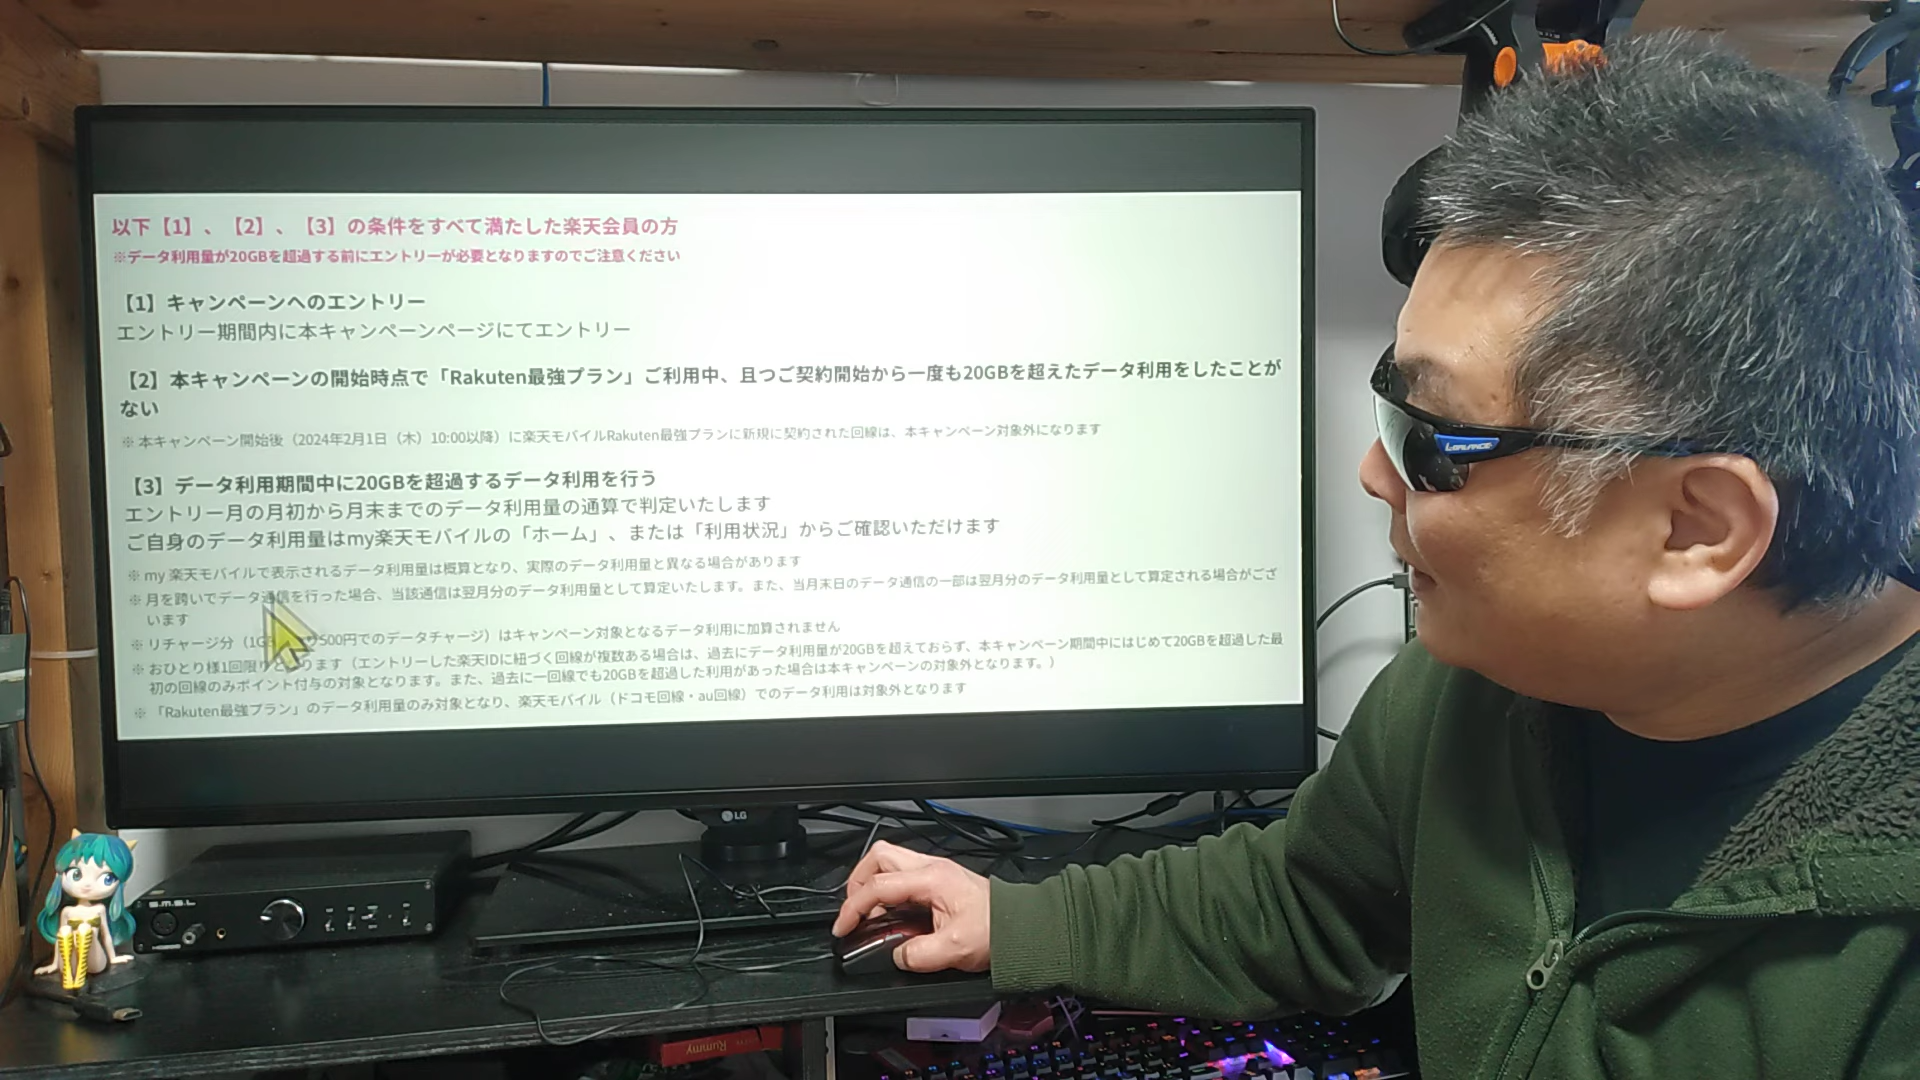 以下【1】、【2】、【3】の条件をすべて満たした楽天会員の方
※データ利用量が20GBを超過する前にエントリーが必要となりますのでご注意ください
【1】キャンペーンへのエントリー
エントリー期間内に本キャンペーンページにてエントリー
【2】本キャンペーンの開始時点で「Rakuten最強プラン」ご利用中、且つご契約開始から一度も20GBを超えたデータ利用をしたことが
ない
※ 本キャンペーン開始後（2024年2月1日（木）10:00以降）に楽天モバイルRakuten最強プランに新規に契約された回線は、本キャンペーン対象外になります
【3】データ利用期間中に20GBを超過するデータ利用を行う
エントリー月の月初から月末までのデータ利用量の通算で判定いたします
ご自身のデータ利用量はmy楽天モバイルの「ホーム」、または「利用状況」からご確認いただけます
※ my 楽天モバイルで表示されるデータ利用量は概算となり、実際のデータ利用量と異なる場合があります
※ 月を跨いでデータ通信を行った場合、当該通信は翌月分のデータ利用量として算定いたします。また、当月末日のデータ通信の一部は翌月分のデータ利用量として算定される場合がござ
います
※ リチャージ分（1G 500円でのデータチャージ）はキャンペーン対象となるデータ利用に加算されません
※ おひとり様1回限りとなります（エントリーした楽天IDに紐づく回線が複数ある場合は、過去にデータ利用量が20GBを超えておらず、本キャンペーン期間中にはじめて20GBを超過した最
初の回線のみポイント付与の対象となります。また、過去に一回線でも20GBを超過した利用があった場合は本キャンペーンの対象外となります。）
※ 「Rakuten最強プラン」のデータ利用量のみ対象となり、楽天モバイル（ドコモ回線・au回線）でのデータ利用は対象外となります
LG
S.M.S.L
Rummy